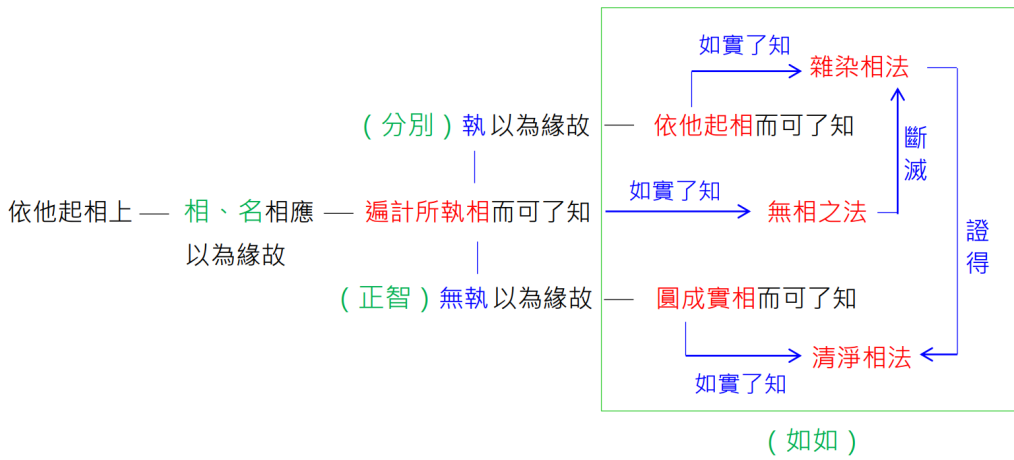 如實了知
雜染相法
(分別)執以為緣故
依他起相而可了知
斷滅
如實了知
依他起相上
相、名相應
以為緣故
遍計所執相而可了知
無相之法
證得
(正智)無執以為緣故
圓成實相而可了知
清淨相法
如實了知
(如如)